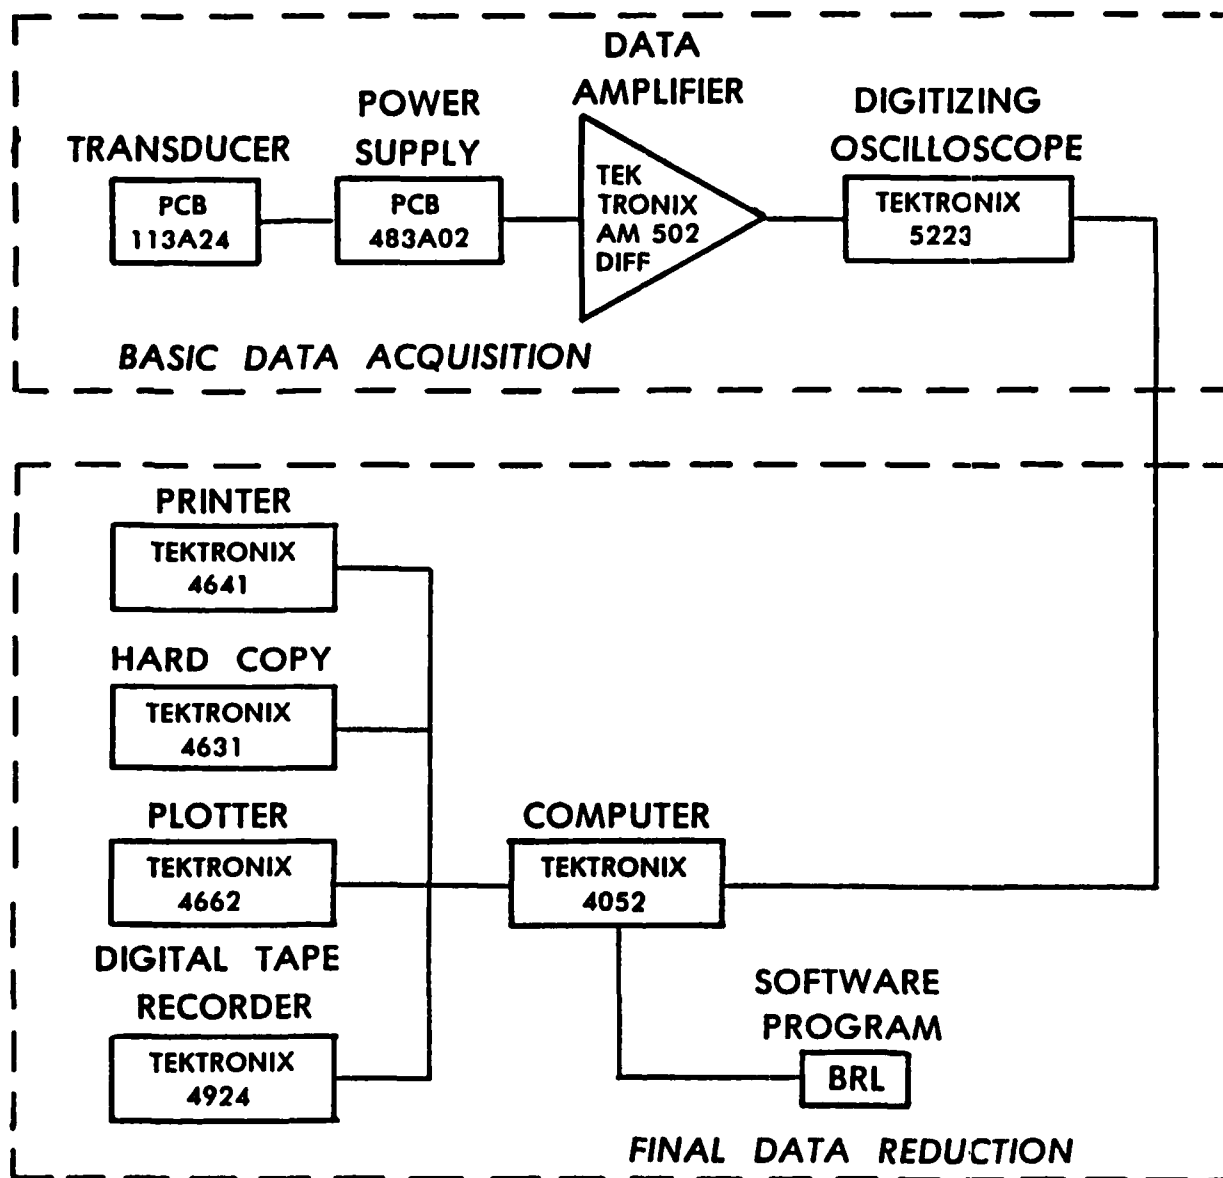 DATA
AMPLIFIER
POWER
SUPPLY
DIGITIZING
OSCILLOSCOPE
TRANSDUCER
PCB
113A24
PCB
483A02
TEK
TRONIX
AM 502
DIFF
TEKTRONIX
5223
BASIC DATA ACQUISITION
PRINTER
TEKTRONIX
4641
HARD COPY
TEKTRONIX
4631
PLOTTER
TEKTRONIX
4662
COMPUTER
TEKTRONIX
4052
DIGITAL TAPE
RECORDER
TEKTRONIX
4924
SOFTWARE
PROGRAM
BRL
FINAL DATA REDUCTION